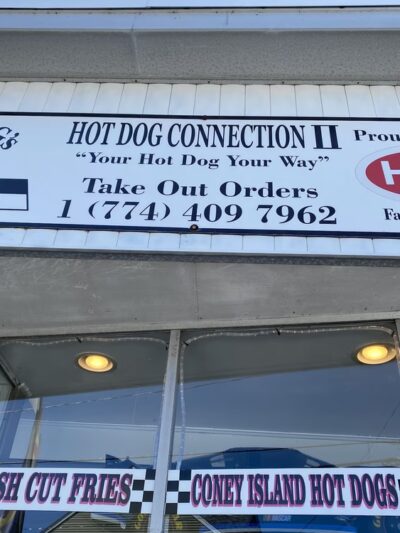 HOT DOG CONNECTION II
"Your Hot Dog Your Way"
Take Out Orders
1 (774) 409 7962
SH CUT FRIES
CONEY ISLAND HOT DOGS
NASCAR